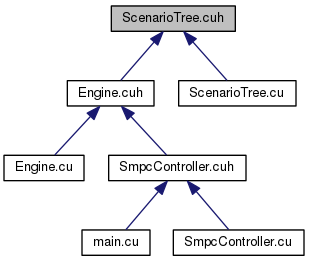 ScenarioTree.cuh
Engine.cuh
ScenarioTree.cu
Engine.cu
SmpcController.cuh
main.cu
SmpcController.cu